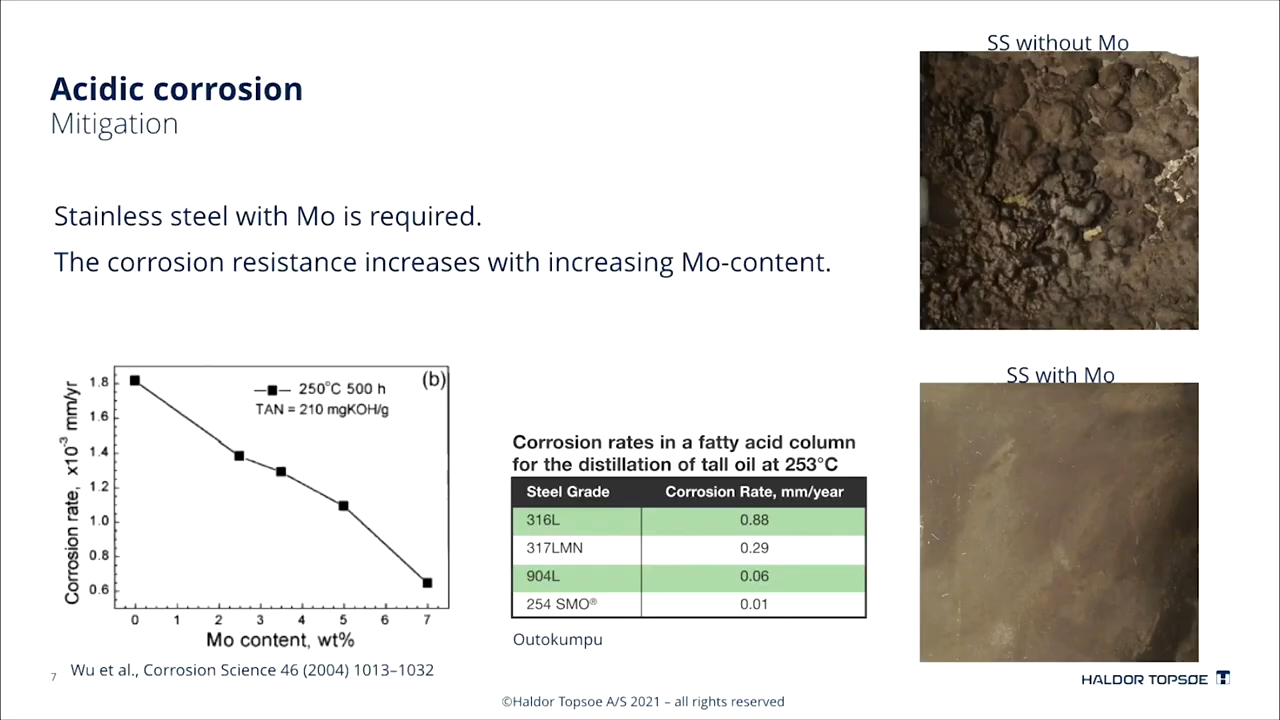 Acidic corrosion
Mitigation
Stainless steel with Mo is required.
The corrosion resistance increases with increasing Mo-content.
SS without Mo
SS with Mo
(b)
250°C 500 h
TAN = 210 mgKOH/g
Corrosion rate, x10⁻³ mm/yr
1.8
1.6
1.4
1.2
1.0
0.8
0.6
0 1 2 3 4 5 6 7
Mo content, wt%
Wu et al., Corrosion Science 46 (2004) 1013–1032
Corrosion rates in a fatty acid column
for the distillation of tall oil at 253°C
Steel Grade Corrosion Rate, mm/year
316L 0.88
317LMN 0.29
904L 0.06
254 SMO® 0.01
Outokumpu
7
HALDOR TOPSØE
©Haldor Topsoe A/S 2021 – all rights reserved